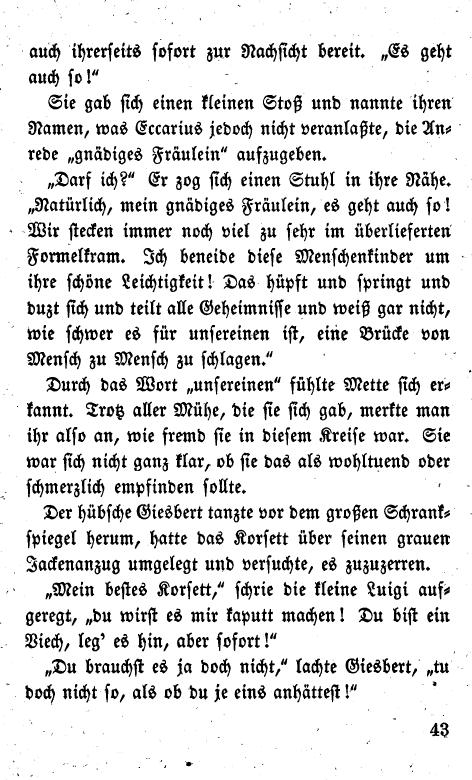 auch ihrerseits sofort zur Nachsicht bereit. „Es geht
auch so!“
Sie gab sich einen kleinen Stoß und nannte ihren
Namen, was Eccarius jedoch nicht veranlaßte, die An-
rede „gnädiges Fräulein“ aufzugeben.
„Darf ich?“ Er zog sich einen Stuhl in ihre Nähe.
„Natürlich, mein gnädiges Fräulein, es geht auch so!
Wir stecken immer noch viel zu sehr im überlieferten
Formelkram. Ich beneide diese Menschenkinder um
ihre schöne Leichtigkeit! Das hüpft und springt und
duzt sich und teilt alle Geheimnisse und weiß gar nicht,
wie schwer es für unsereinen ist, eine Brücke von
Mensch zu Mensch zu schlagen.“
Durch das Wort „unsereinen“ fühlte Mette sich er-
kannt. Trotz aller Mühe, die sie sich gab, merkte man
ihr also an, wie fremd sie in diesem Kreise war. Sie
war sich nicht ganz klar, ob sie das als wohltuend oder
schmerzlich empfinden sollte.
Der hübsche Giesbert tanzte vor dem großen Schrank-
spiegel herum, hatte das Korsett über seinen grauen
Jackenanzug umgelegt und versuchte, es zuzuzerren.
„Mein bestes Korsett,“ schrie die kleine Luigi auf-
geregt, „du wirst es mir kaputt machen! Du bist ein
Viech, leg' es hin, aber sofort!“
„Du brauchst es ja doch nicht,“ lachte Giesbert, „tu
doch nicht so, als ob du je eins anhättest!“
43